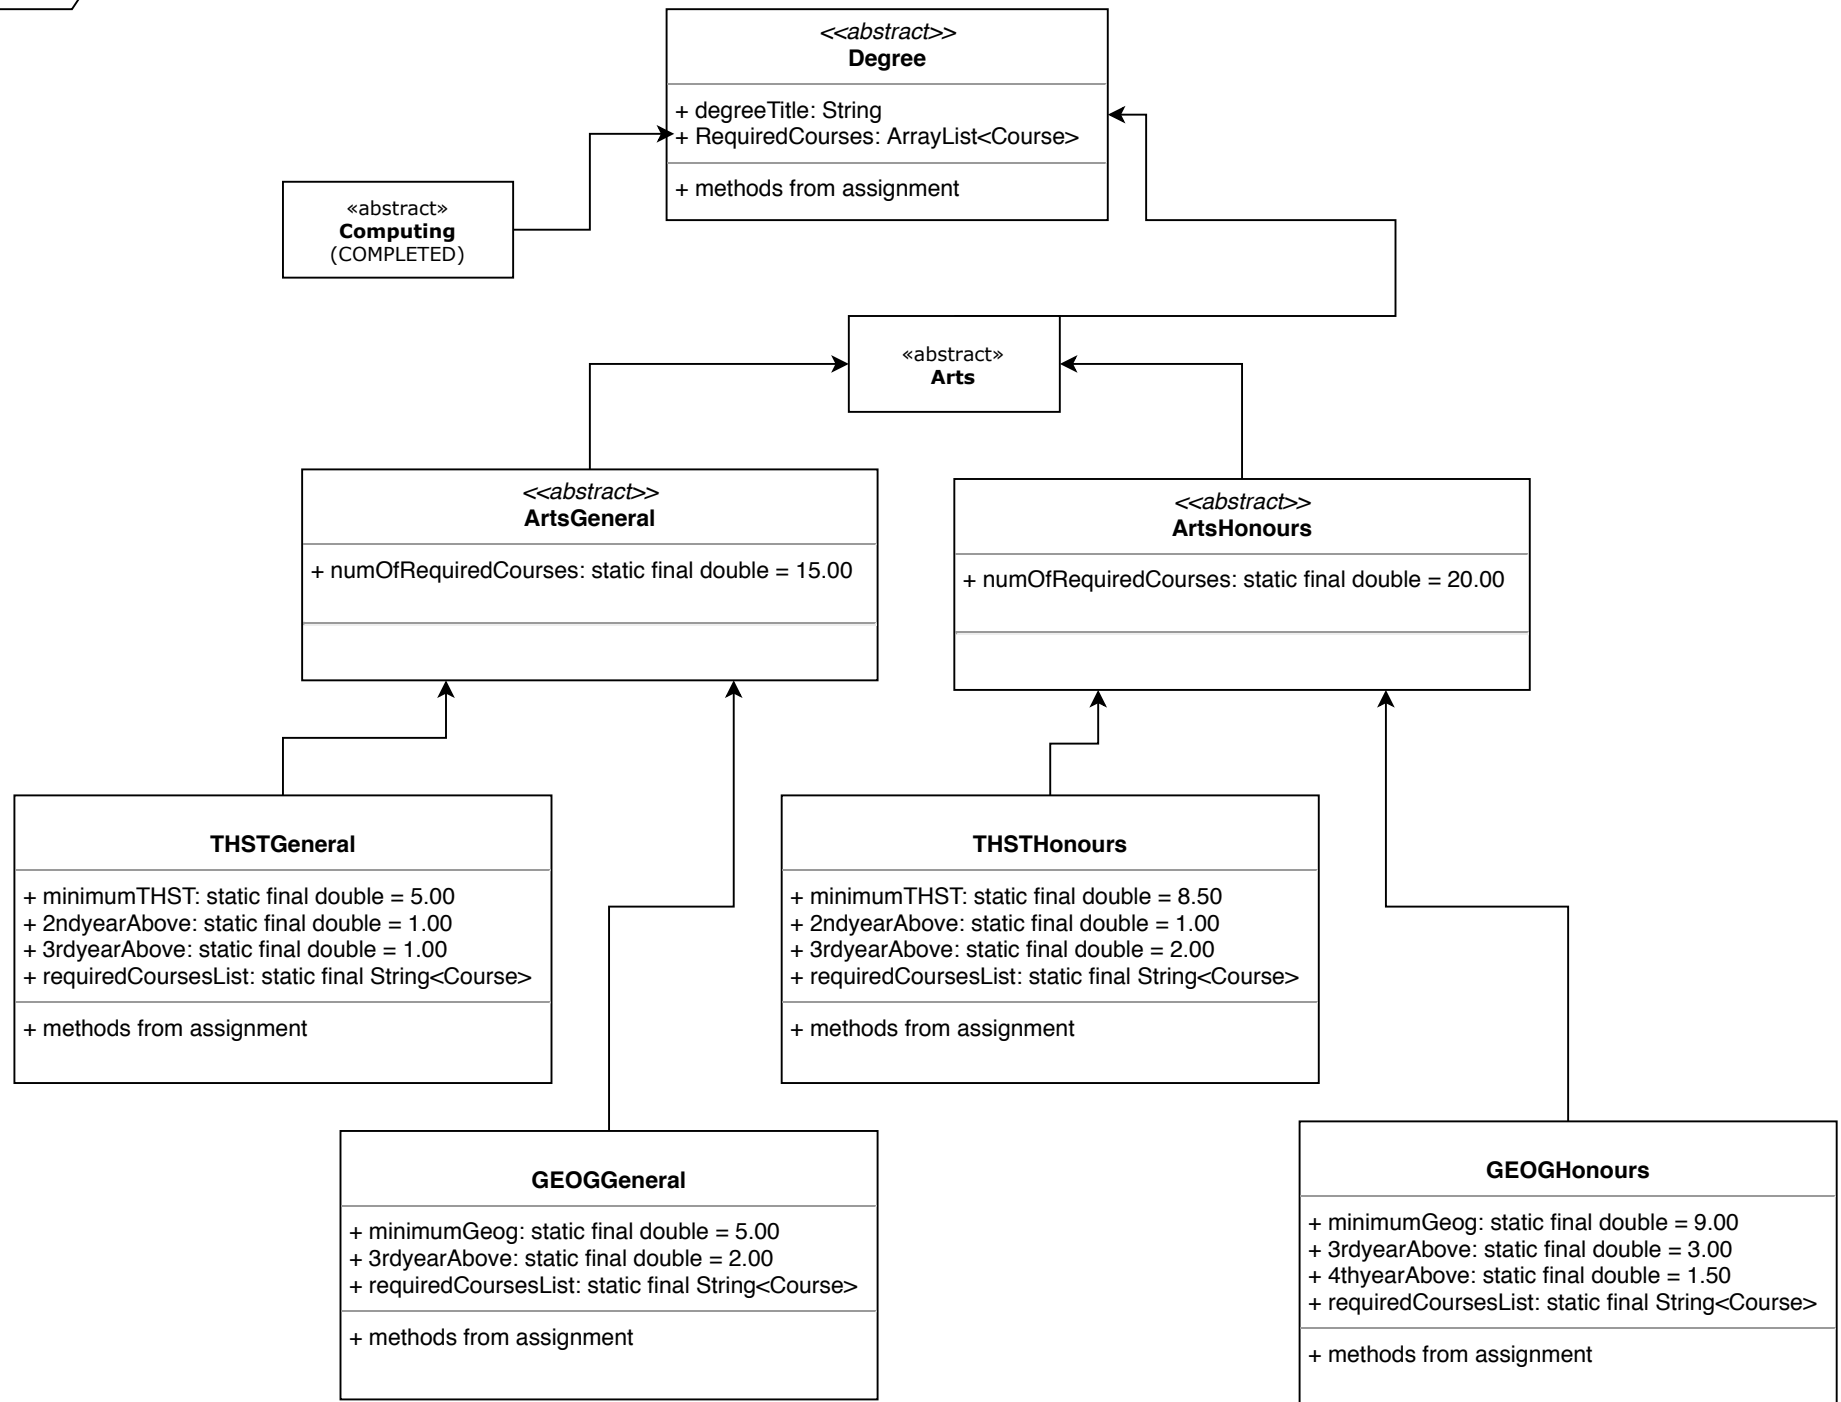 <<abstract>>
Degree
+ degreeTitle: String
+ RequiredCourses: ArrayList<Course>
+ methods from assignment
«abstract»
Computing
(COMPLETED)
«abstract»
Arts
<<abstract>>
ArtsGeneral
+ numOfRequiredCourses: static final double = 15.00
<<abstract>>
ArtsHonours
+ numOfRequiredCourses: static final double = 20.00
THSTGeneral
+ minimumTHST: static final double = 5.00
+ 2ndyearAbove: static final double = 1.00
+ 3rdyearAbove: static final double = 1.00
+ requiredCoursesList: static final String<Course>
+ methods from assignment
THSTHonours
+ minimumTHST: static final double = 8.50
+ 2ndyearAbove: static final double = 1.00
+ 3rdyearAbove: static final double = 2.00
+ requiredCoursesList: static final String<Course>
+ methods from assignment
GEOGGeneral
+ minimumGeog: static final double = 5.00
+ 3rdyearAbove: static final double = 2.00
+ requiredCoursesList: static final String<Course>
+ methods from assignment
GEOGHonours
+ minimumGeog: static final double = 9.00
+ 3rdyearAbove: static final double = 3.00
+ 4thyearAbove: static final double = 1.50
+ requiredCoursesList: static final String<Course>
+ methods from assignment